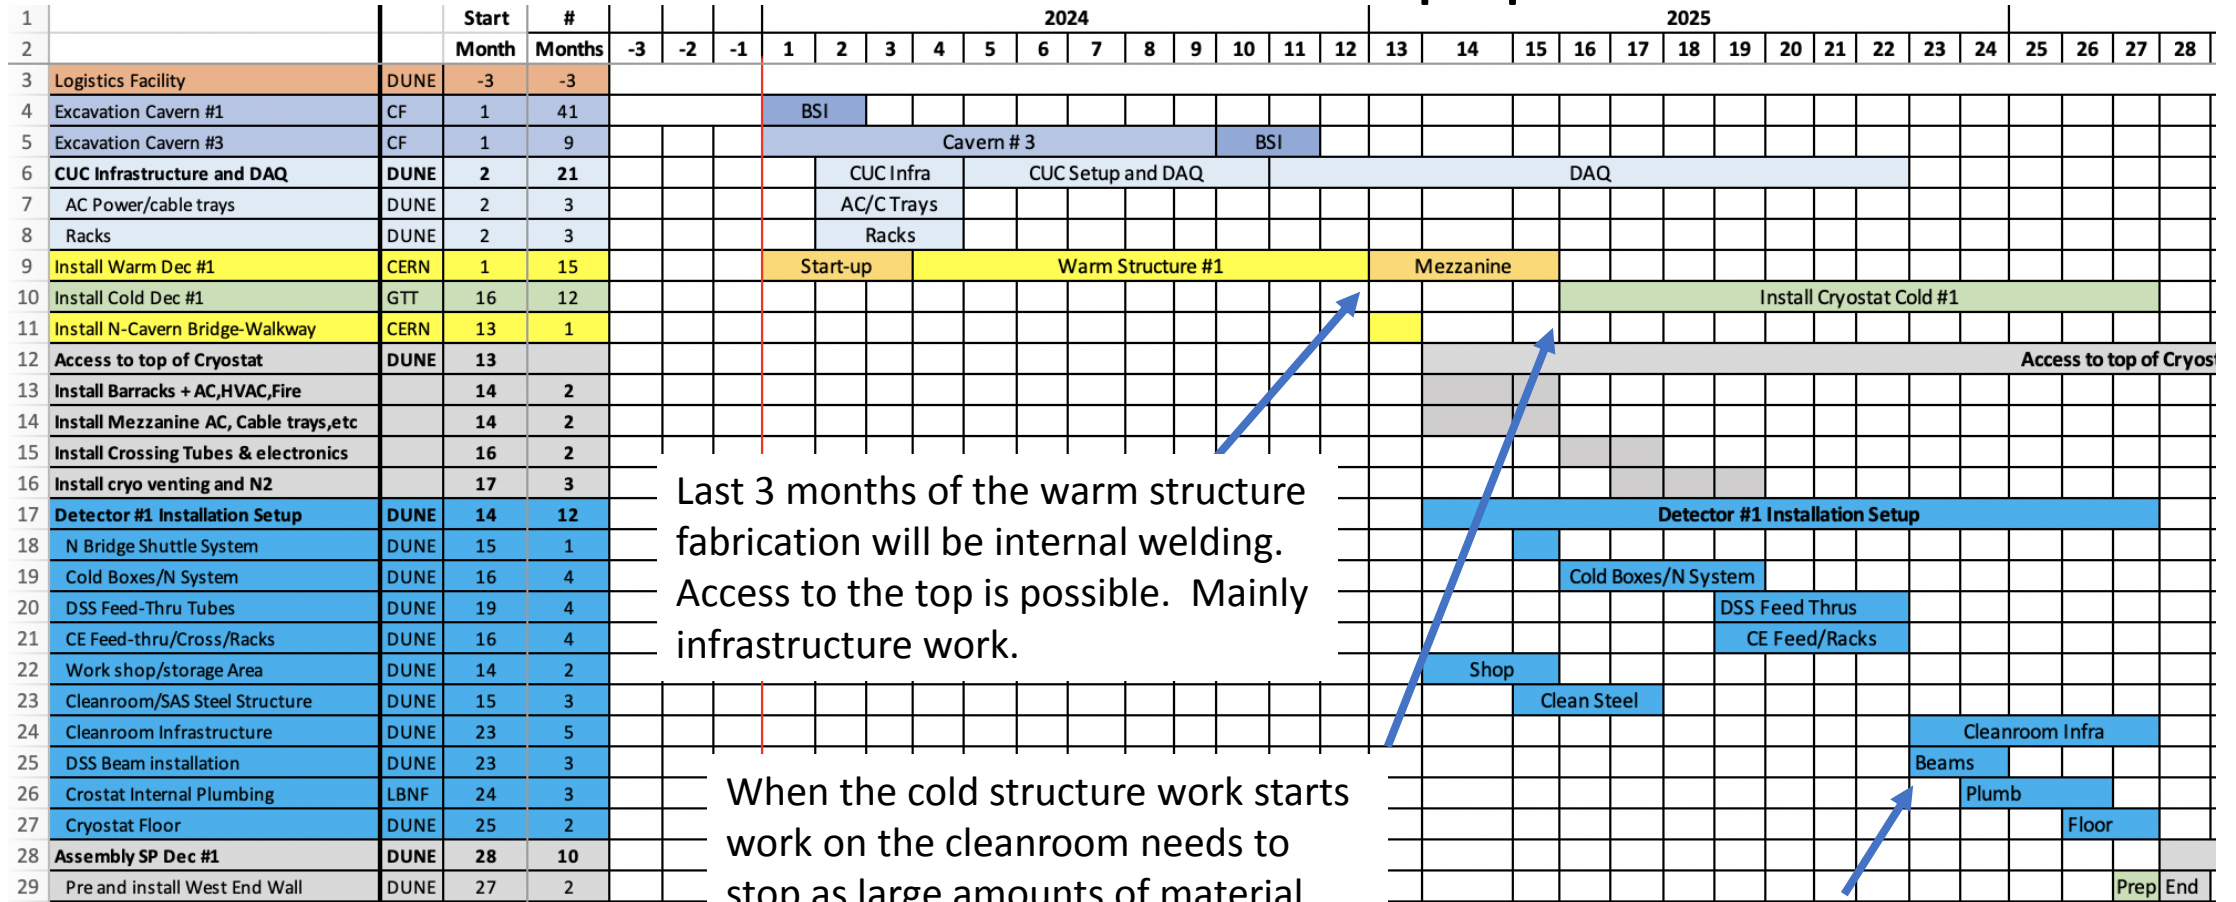 1 Start # 2024 2025
2 Month Months -3 -2 -1 1 2 3 4 5 6 7 8 9 10 11 12 13 14 15 16 17 18 19 20 21 22 23 24 25 26 27 28
3 Logistics Facility DUNE -3 -3
4 Excavation Cavern #1 CF 1 41 BSI
5 Excavation Cavern #3 CF 1 9 Cavern # 3 BSI
6 CUC Infrastructure and DAQ DUNE 2 21 CUC Infra CUC Setup and DAQ DAQ
7 AC Power/cable trays DUNE 2 3 AC/C Trays
8 Racks DUNE 2 3 Racks
9 Install Warm Dec #1 CERN 1 15 Start-up Warm Structure #1 Mezzanine
10 Install Cold Dec #1 GTT 16 12 Install Cryostat Cold #1
11 Install N-Cavern Bridge-Walkway CERN 13 1
12 Access to top of Cryostat DUNE 13 Access to top of Cryos
13 Install Barracks + AC,HVAC,Fire 14 2
14 Install Mezzanine AC, Cable trays,etc 14 2
15 Install Crossing Tubes & electronics 16 2
16 Install cryo venting and N2 17 3
17 Detector #1 Installation Setup DUNE 14 12 Detector #1 Installation Setup
18 N Bridge Shuttle System DUNE 15 1
19 Cold Boxes/N System DUNE 16 4 Cold Boxes/N System
20 DSS Feed-Thru Tubes DUNE 19 4 DSS Feed Thrus
21 CE Feed-thru/Cross/Racks DUNE 16 4 CE Feed/Racks
22 Work shop/storage Area DUNE 14 2 Shop
23 Cleanroom/SAS Steel Structure DUNE 15 3 Clean Steel
24 Cleanroom Infrastructure DUNE 23 5 Cleanroom Infra
25 DSS Beam installation DUNE 23 3 Beams
26 Crostat Internal Plumbing LBNF 24 3 Plumb
27 Cryostat Floor DUNE 25 2 Floor
28 Assembly SP Dec #1 DUNE 28 10
29 Pre and install West End Wall DUNE 27 2 Prep End
Last 3 months of the warm structure
fabrication will be internal welding.
Access to the top is possible. Mainly
infrastructure work.
When the cold structure work starts
work on the cleanroom needs to
stop as large amounts of material